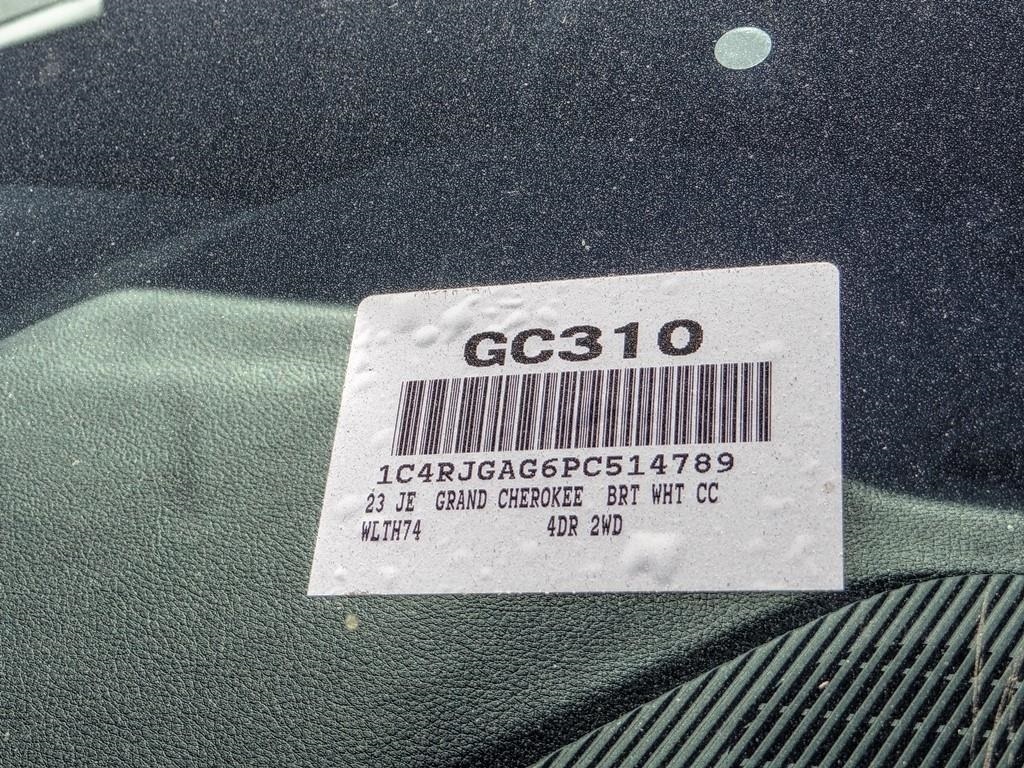 GC310
1C4RJGAG6PC514789
23 JE GRAND CHEROKEE BRT WHT CC
WLTH74 4DR 2WD